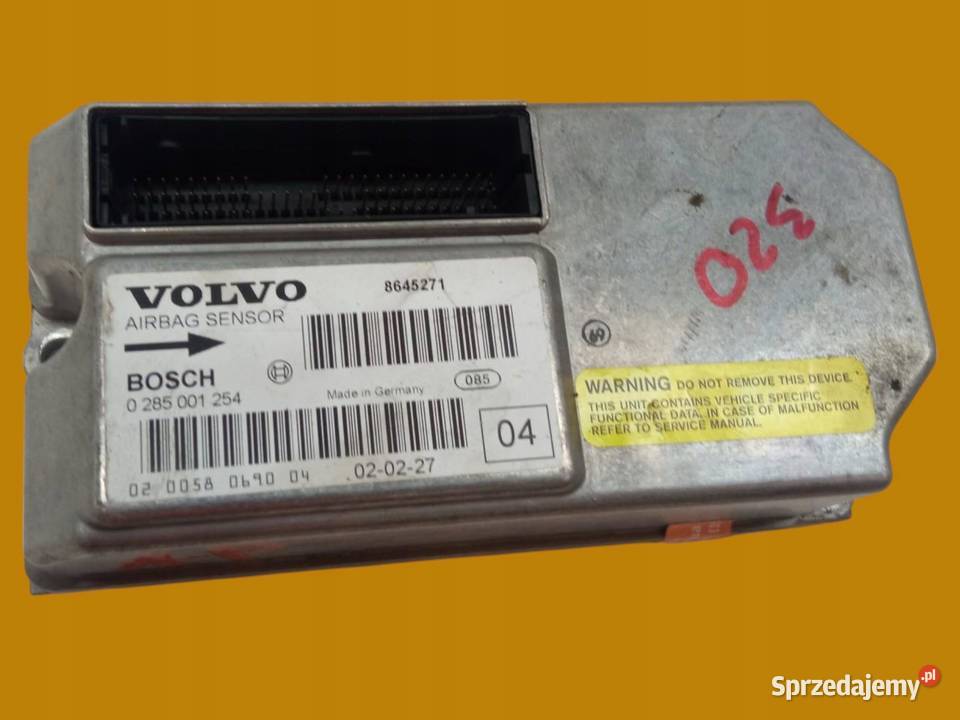 VOLVO 8645271
AIRBAG SENSOR
BOSCH
0 285 001 254
Made in Germany
085
04
02-02-27
02 0058 0690 04
69
320
WARNING DO NOT REMOVE THIS DEVICE.
THIS UNIT CONTAINS VEHICLE SPECIFIC
FUNCTIONAL DATA. IN CASE OF MALFUNCTION
REFER TO SERVICE MANUAL.
Sprzedajemy.pl